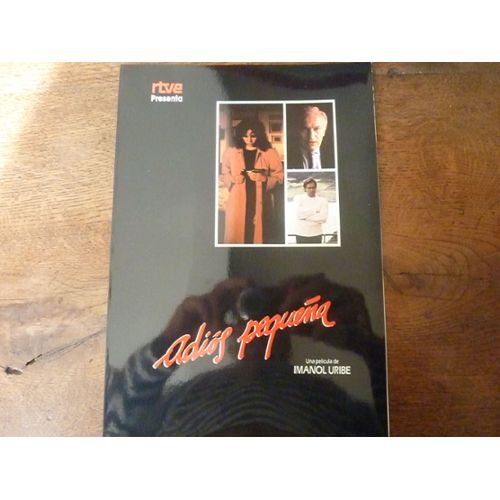 rtve
Presenta
adiós pequeña
Una película de
IMANOL URIBE